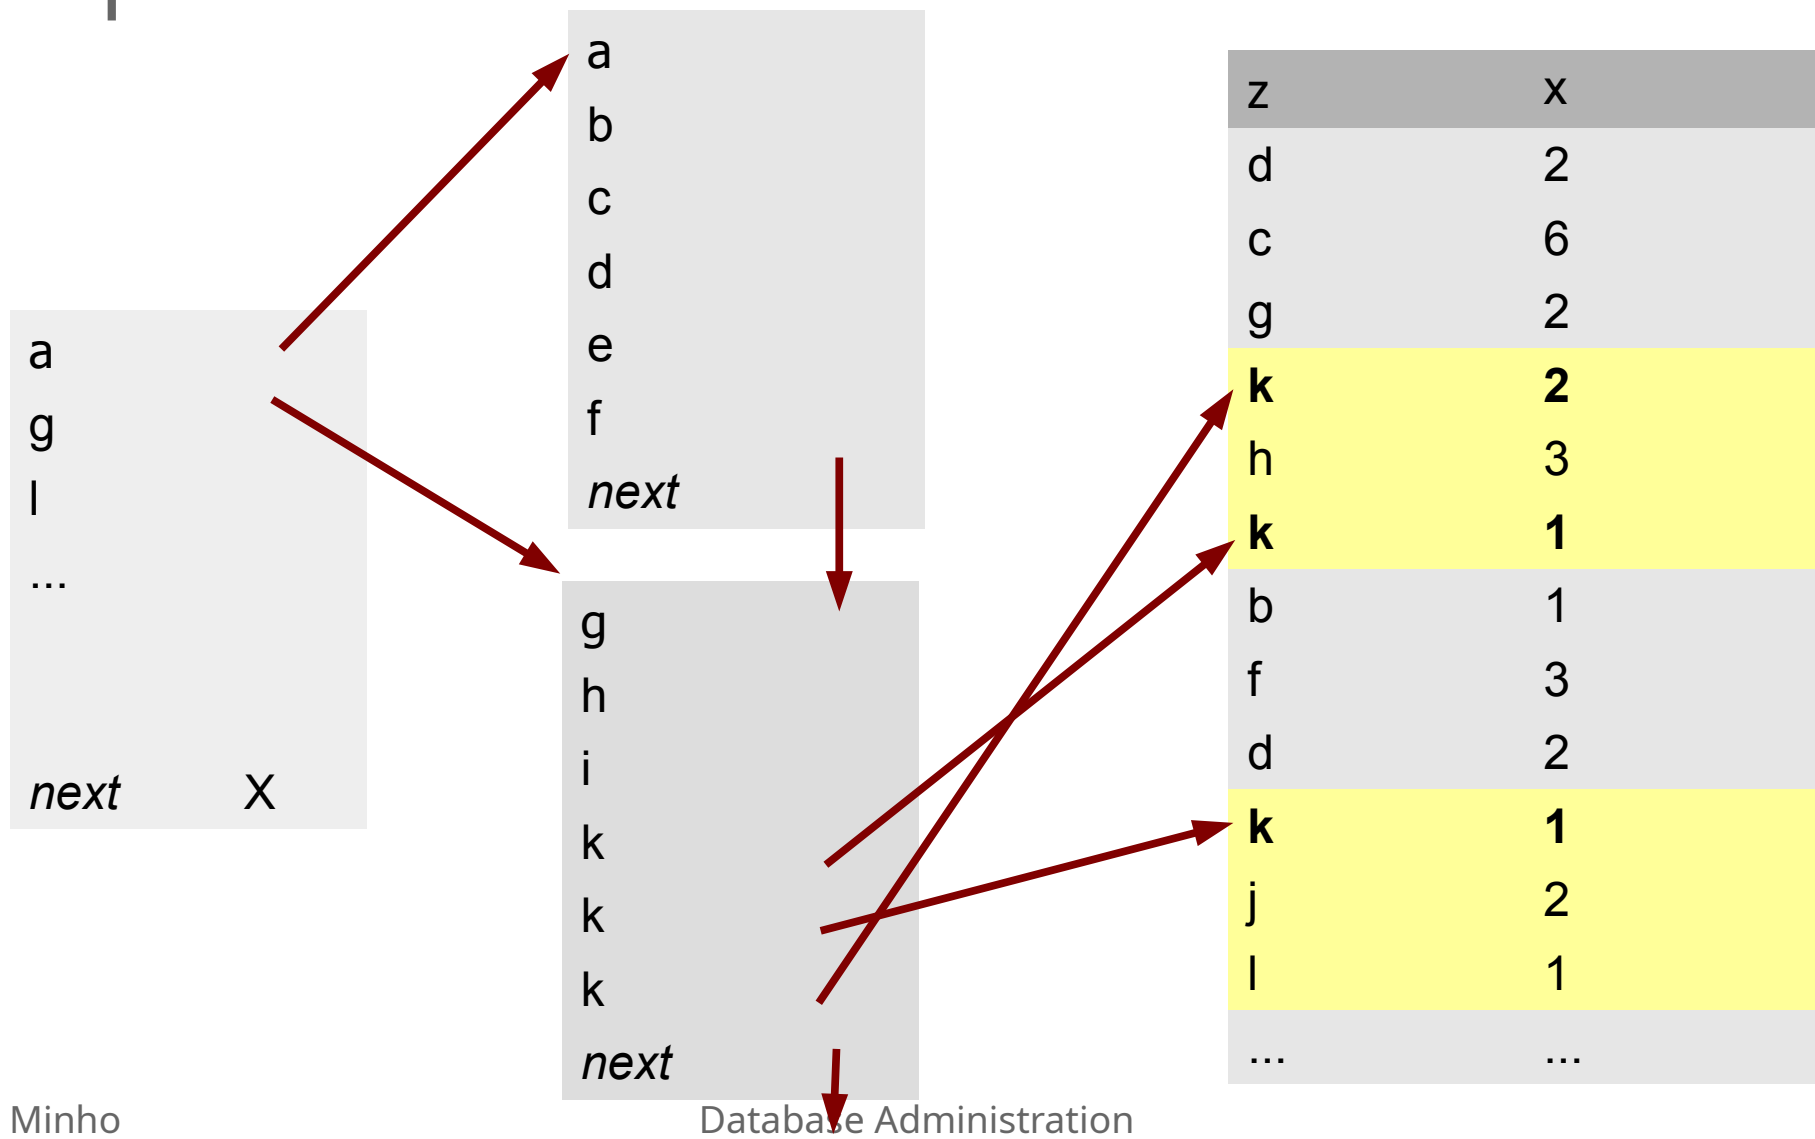 a
g
l
...
next X
a
b
c
d
e
f
next
g
h
i
k
k
k
next
z x
d 2
c 6
g 2
k 2
h 3
k 1
b 1
f 3
d 2
k 1
j 2
l 1
... ...
Minho Database Administration